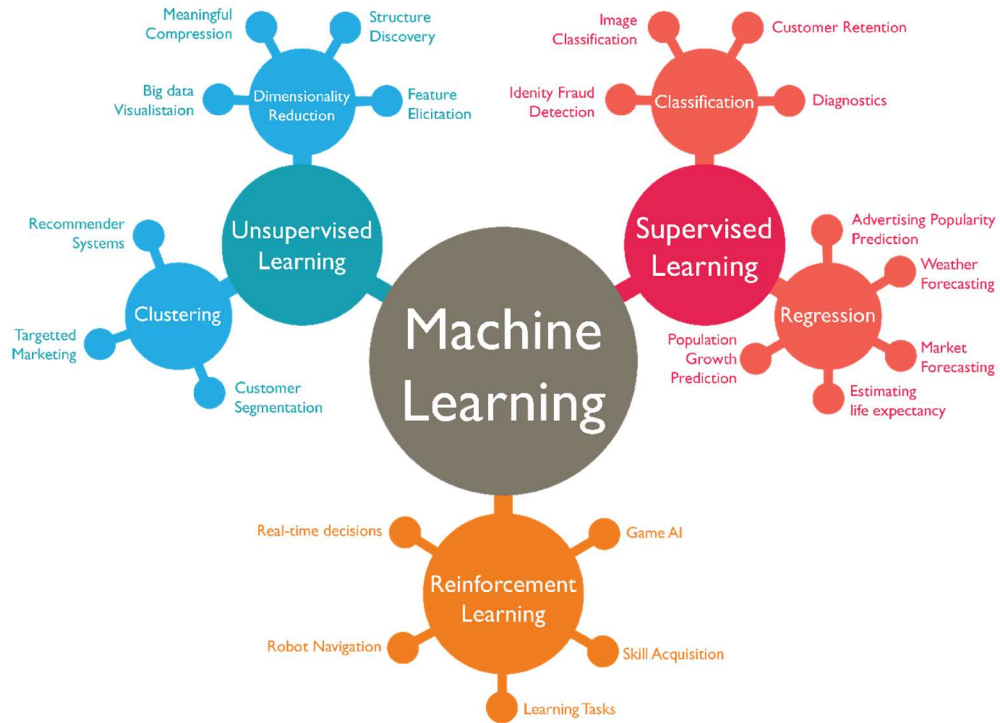 Meaningful
Compression
Structure
Discovery
Big data
Visualistaion
Dimensionality
Reduction
Feature
Elicitation
Image
Classification
Customer Retention
Idenity Fraud
Detection
Classification
Diagnostics
Unsupervised
Learning
Supervised
Learning
Recommender
Systems
Clustering
Targetted
Marketing
Customer
Segmentation
Machine
Learning
Advertising Popularity
Prediction
Weather
Forecasting
Regression
Population
Growth
Prediction
Market
Forecasting
Estimating
life expectancy
Real-time decisions
Game AI
Reinforcement
Learning
Robot Navigation
Skill Acquisition
Learning Tasks